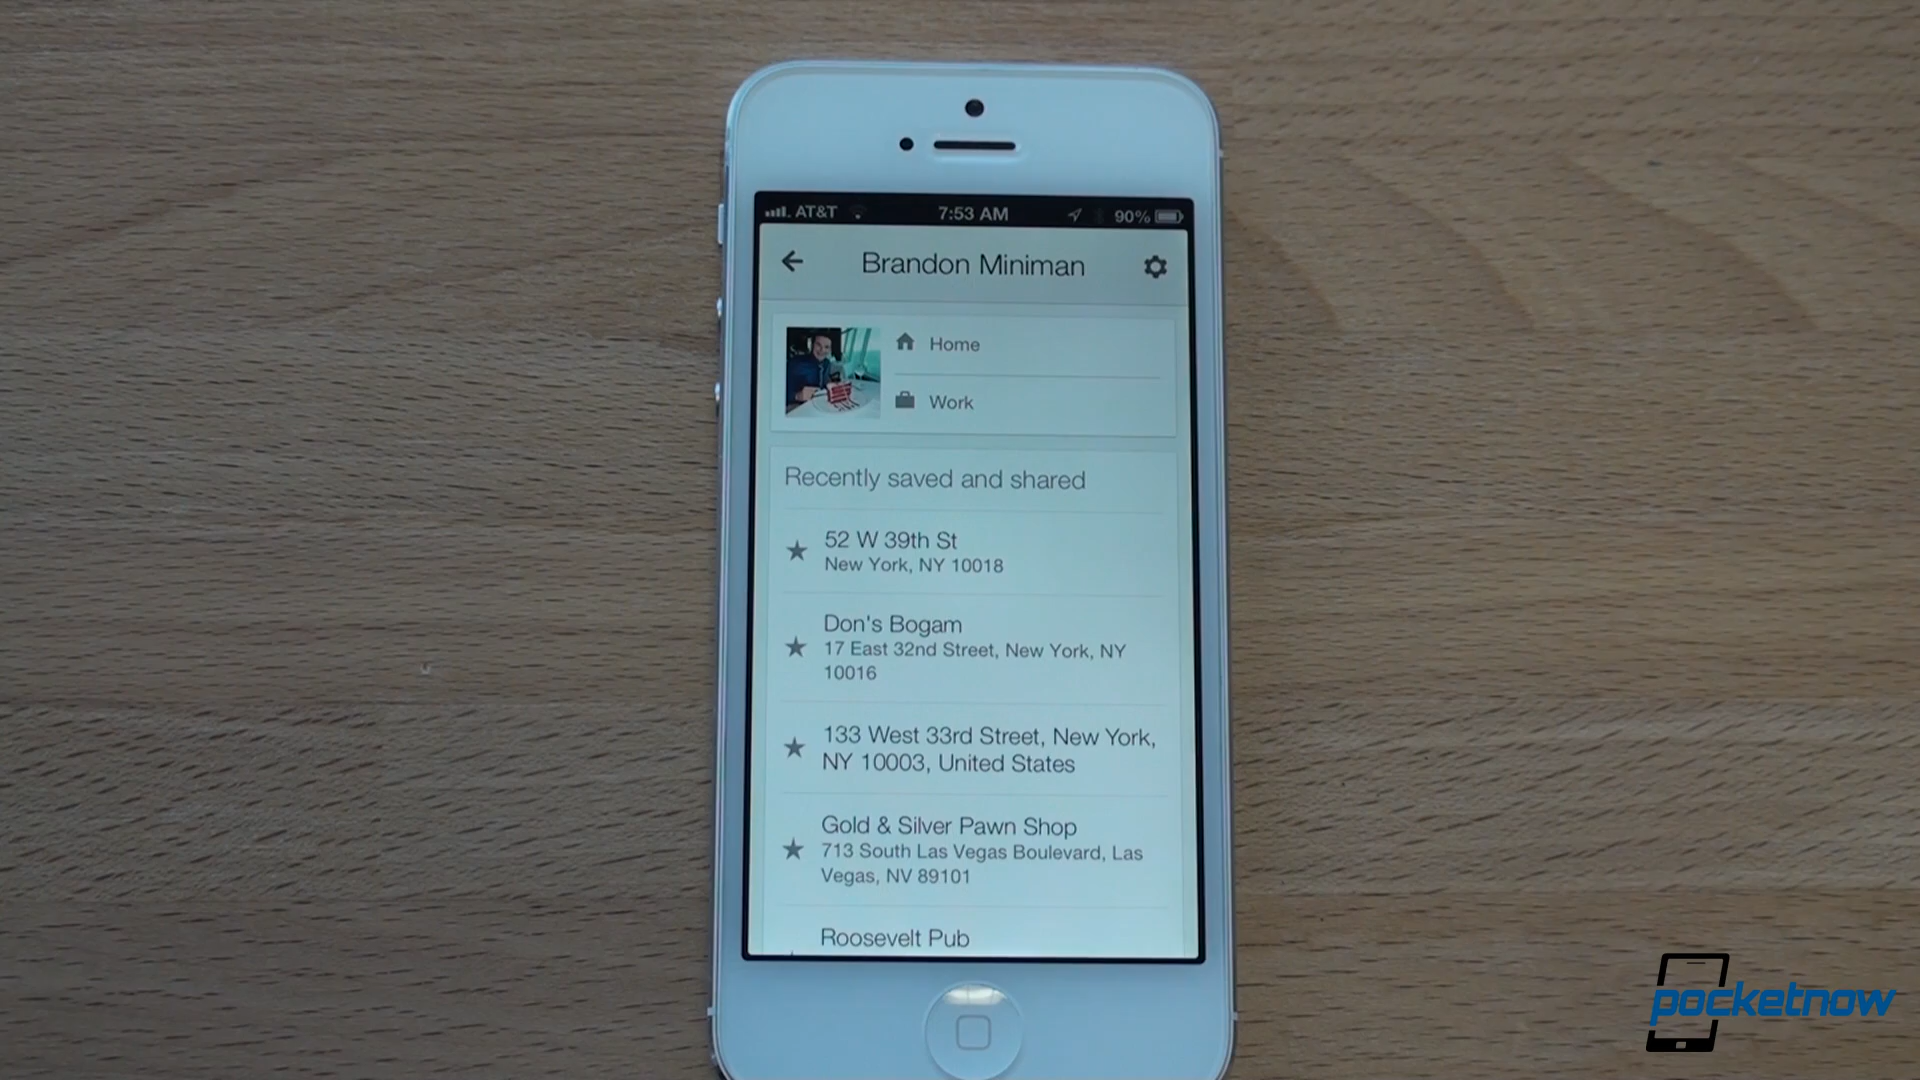 AT&T 7:53 AM 90%
Brandon Miniman
Home
Work
Recently saved and shared
52 W 39th St
New York, NY 10018
Don's Bogam
17 East 32nd Street, New York, NY
10016
133 West 33rd Street, New York,
NY 10003, United States
Gold & Silver Pawn Shop
713 South Las Vegas Boulevard, Las
Vegas, NV 89101
Roosevelt Pub
pocketnow